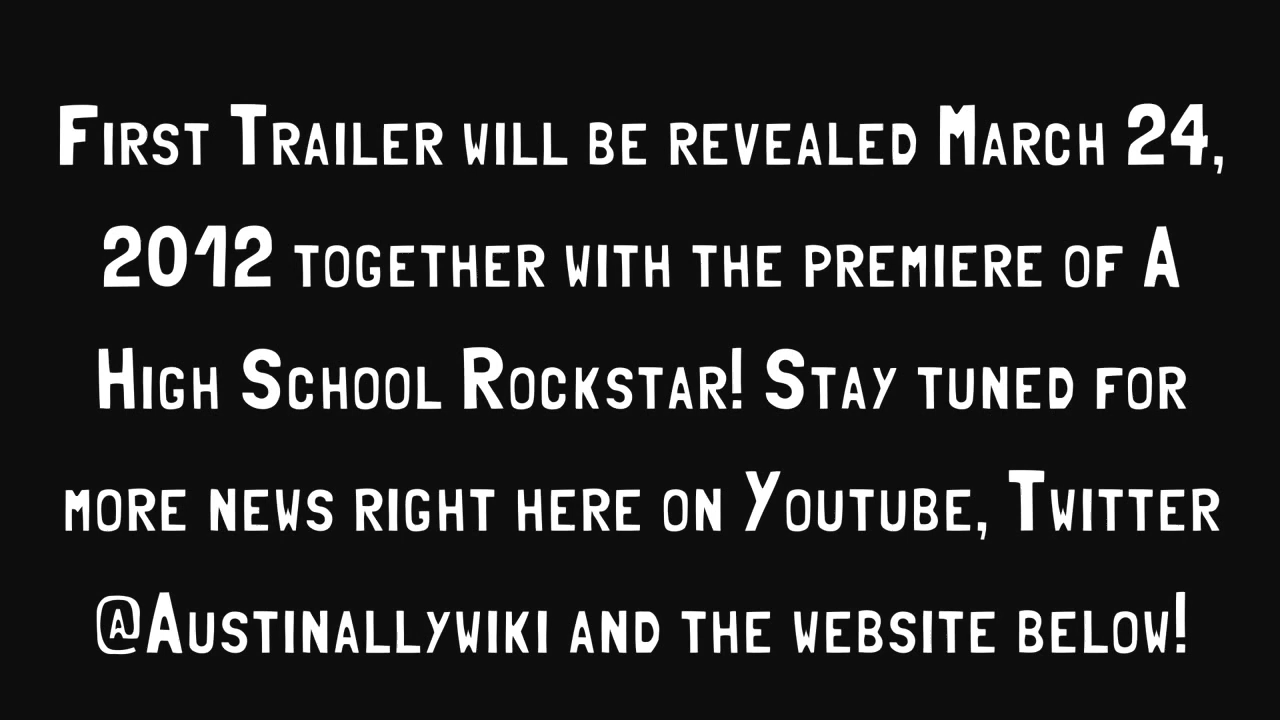 First Trailer will be revealed March 24,
2012 together with the premiere of A
High School Rockstar! Stay tuned for
more news right here on Youtube, Twitter
@Austinallywiki and the website below!